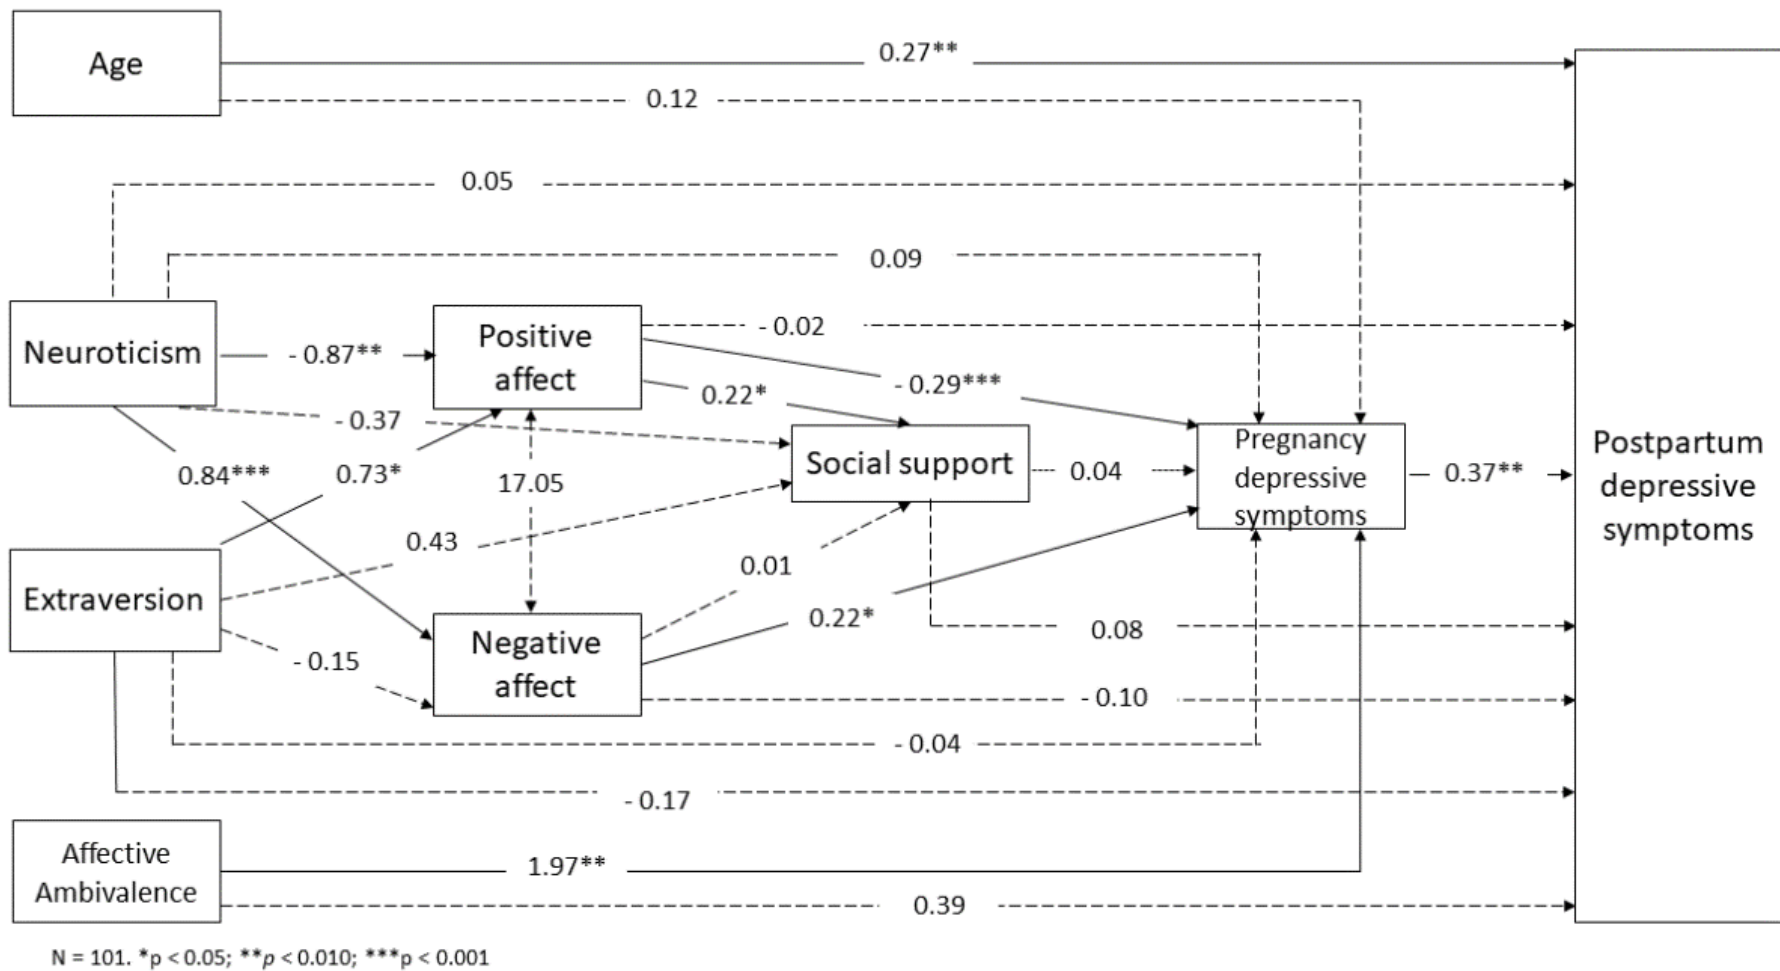 Age
0.27**
0.12
0.05
0.09
Neuroticism
- 0.87**
Positive
affect
- 0.02
- 0.29***
0.22*
- 0.37
0.84***
0.73*
17.05
Social support
0.04
Pregnancy
depressive
symptoms
0.37**
Postpartum
depressive
symptoms
Extraversion
0.43
0.01
- 0.15
Negative
affect
0.22*
0.08
- 0.10
- 0.04
- 0.17
Affective
Ambivalence
1.97**
0.39
N = 101. *p < 0.05; **p < 0.010; ***p < 0.001